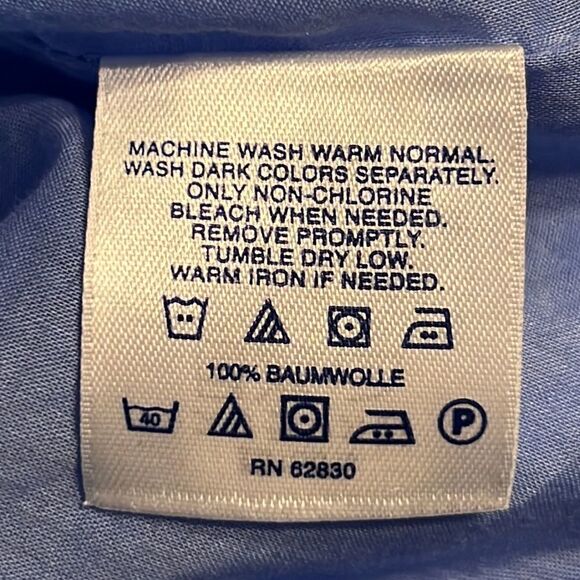 MACHINE WASH WARM NORMAL.
WASH DARK COLORS SEPARATELY.
ONLY NON-CHLORINE
BLEACH WHEN NEEDED.
REMOVE PROMPTLY.
TUMBLE DRY LOW.
WARM IRON IF NEEDED.
100% BAUMWOLLE
40 P
RN 62830